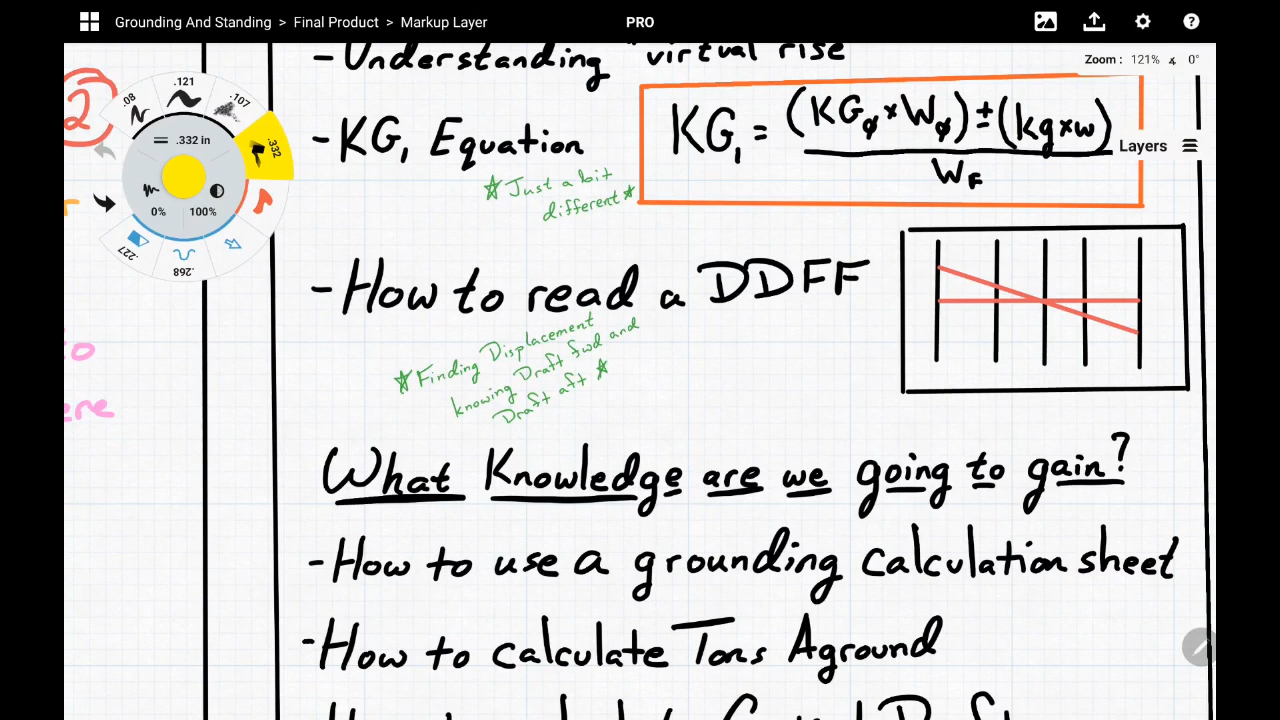 Grounding And Standing > Final Product > Markup Layer
PRO
Zoom : 121% 0°
Layers
2
.08
.121
.107
.332
.332 in
0% 100%
.227
.268
- Understanding "virtual rise
- KG, Equation
KG₁ = (KG∅ × W∅) ± (kg×w)
WF
☆ Just a bit
different ☆
- How to read a DDFF
☆ Finding Displacement
knowing Draft fwd and
Draft aft ☆
What Knowledge are we going to gain?
- How to use a grounding calculation sheet
- How to calculate Tons Aground